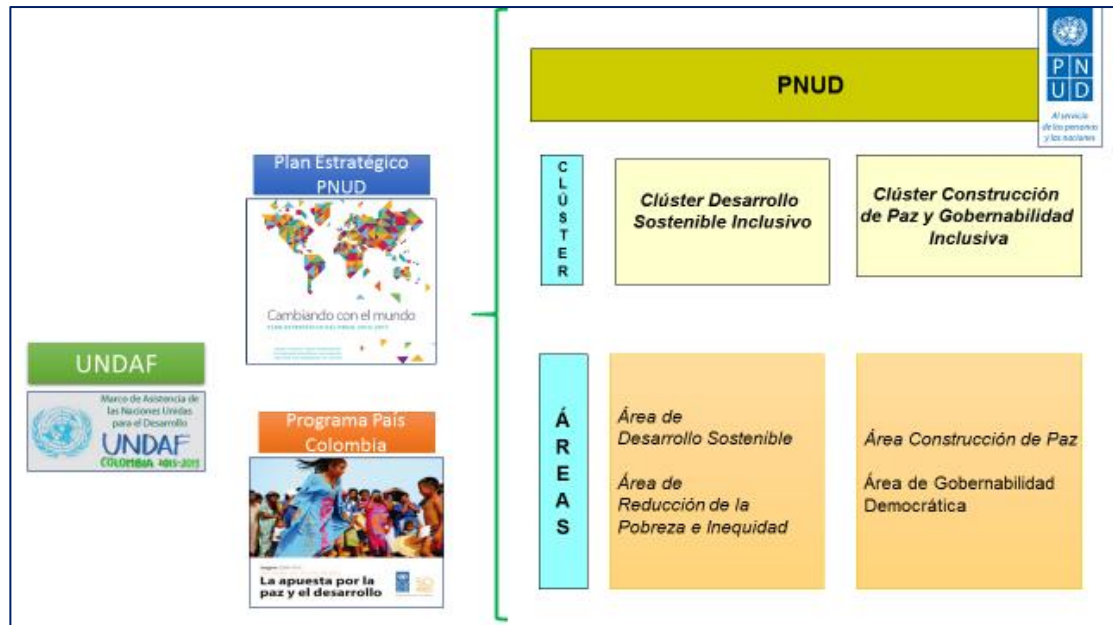 PNUD
P N
U D
Al servicio
de las personas
y las naciones
Plan Estratégico
PNUD
Cambiando con el mundo
UNDAF
Marco de Asistencia de
las Naciones Unidas
para el Desarrollo
UNDAF
COLOMBIA
Programa País
Colombia
La apuesta por la
paz y el desarrollo
CLÚSTER
Clúster Desarrollo
Sostenible Inclusivo
Clúster Construcción
de Paz y Gobernabilidad
Inclusiva
ÁREAS
Área de
Desarrollo Sostenible
Área de
Reducción de la
Pobreza e Inequidad
Área Construcción de Paz
Área de Gobernabilidad
Democrática